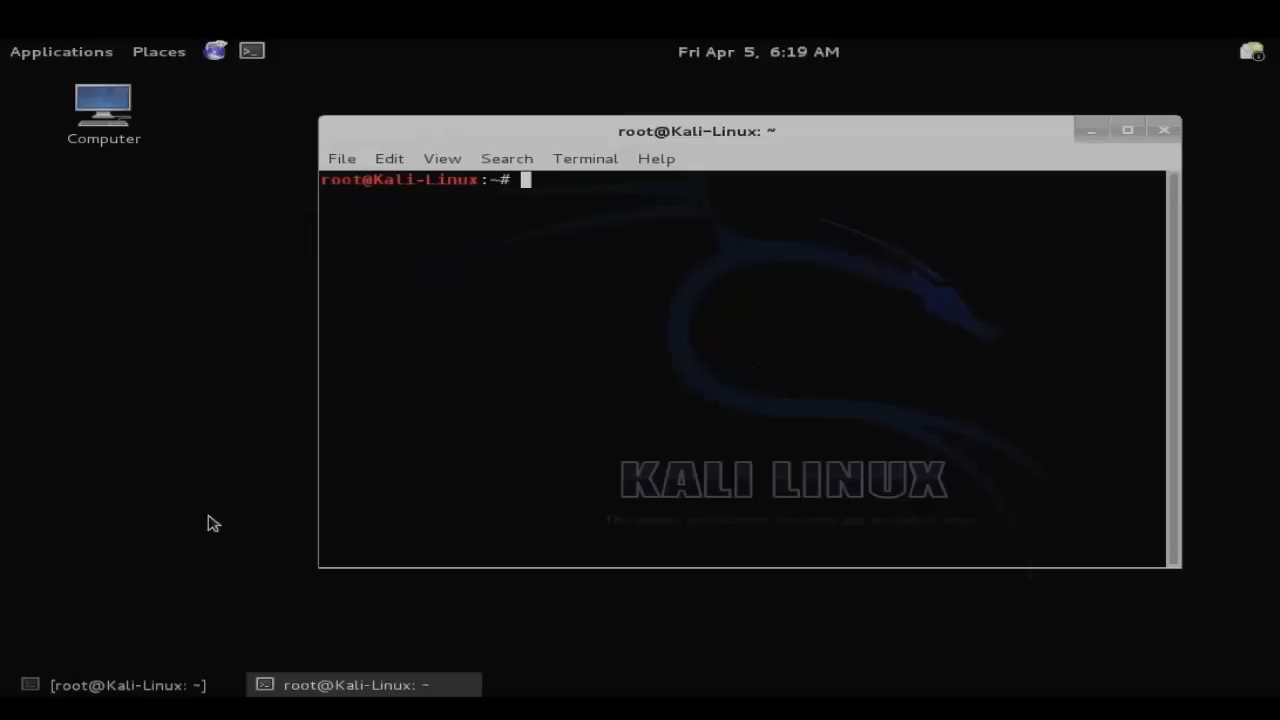 Applications Places Fri Apr 5, 6:19 AM
Computer
root@Kali-Linux: ~
File Edit View Search Terminal Help
root@Kali-Linux:~#
KALI LINUX
[root@Kali-Linux: ~] root@Kali-Linux: ~